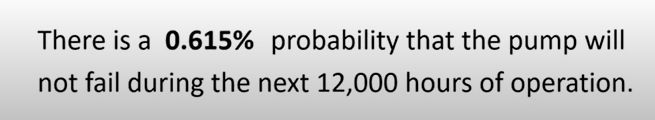 There is a 0.615% probability that the pump will
not fail during the next 12,000 hours of operation.